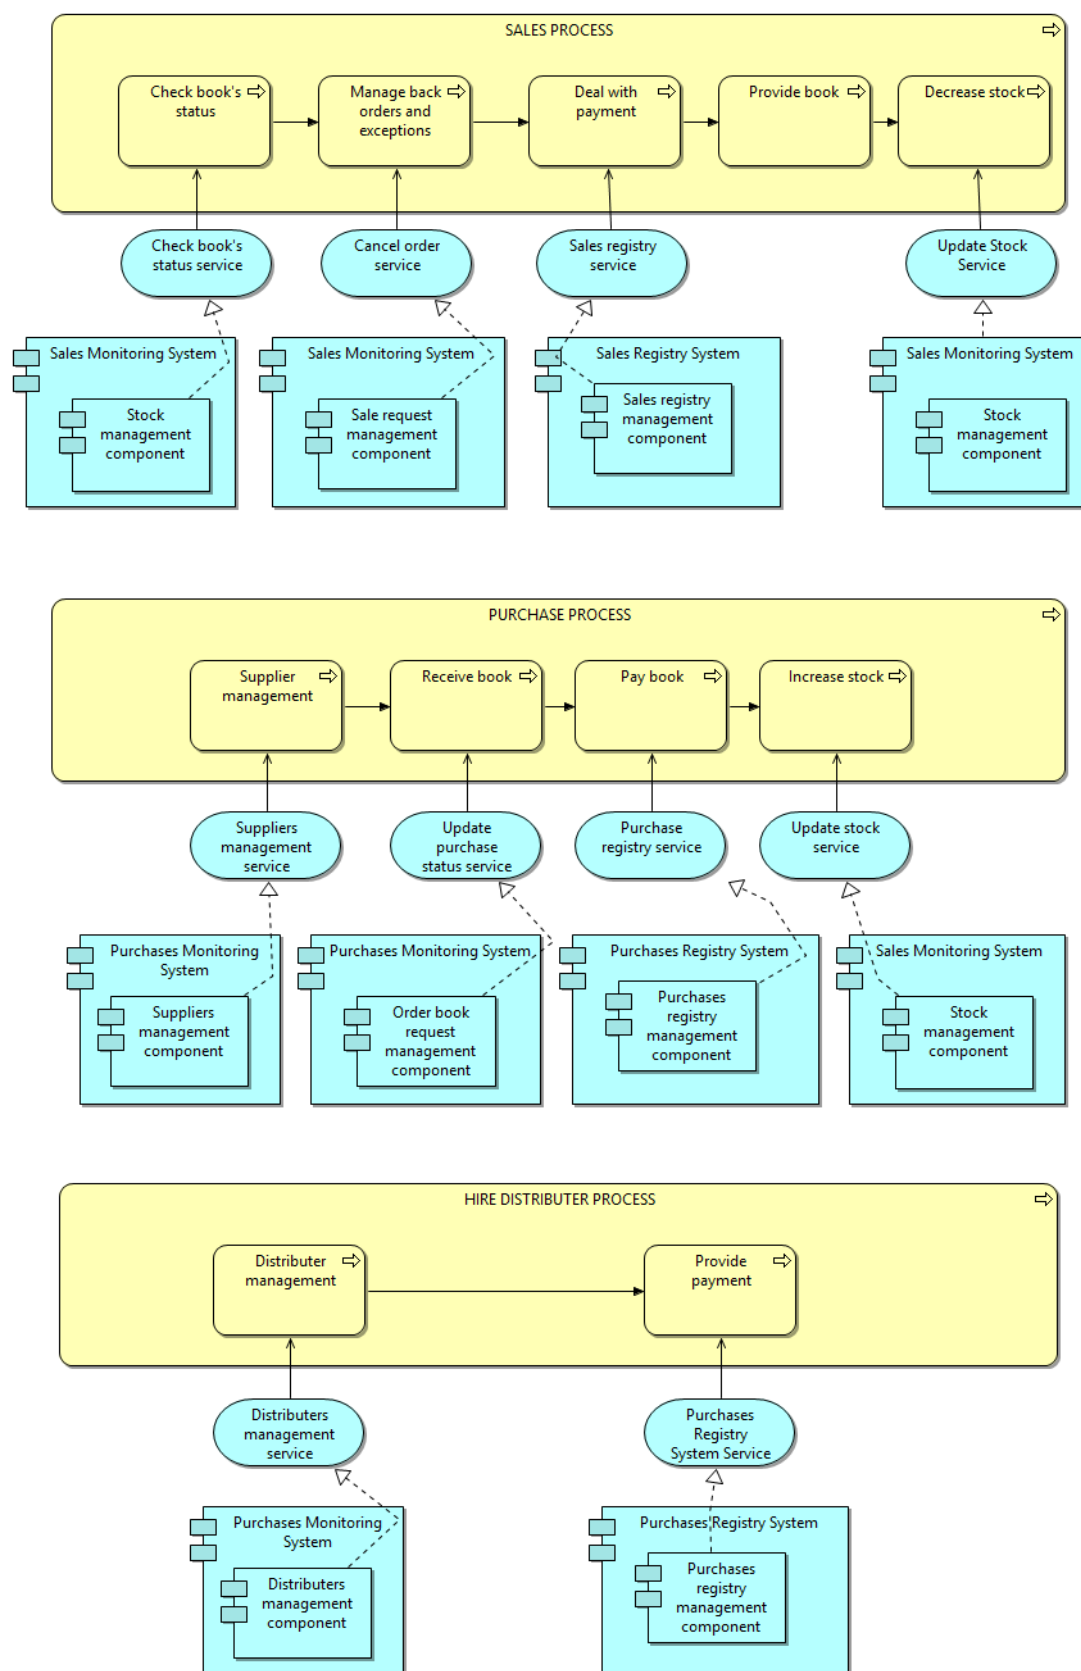 SALES PROCESS
Check book's
status
Manage back
orders and
exceptions
Deal with
payment
Provide book
Decrease stock
Check book's
status service
Cancel order
service
Sales registry
service
Update Stock
Service
Sales Monitoring System
Stock
management
component
Sales Monitoring System
Sale request
management
component
Sales Registry System
Sales registry
management
component
Sales Monitoring System
Stock
management
component
PURCHASE PROCESS
Supplier
management
Receive book
Pay book
Increase stock
Suppliers
management
service
Update
purchase
status service
Purchase
registry service
Update stock
service
Purchases Monitoring
System
Suppliers
management
component
Purchases Monitoring System
Order book
request
management
component
Purchases Registry System
Purchases
registry
management
component
Sales Monitoring System
Stock
management
component
HIRE DISTRIBUTER PROCESS
Distributer
management
Provide
payment
Distributers
management
service
Purchases
Registry
System Service
Purchases Monitoring
System
Distributers
management
component
Purchases Registry System
Purchases
registry
management
component